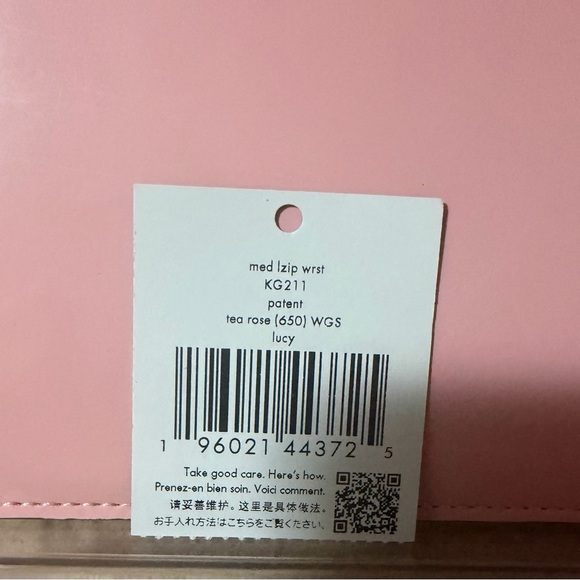 med lzip wrst
KG211
patent
tea rose (650) WGS
lucy
1 96021 44372 5
Take good care. Here's how.
Prenez-en bien soin. Voici comment.
请妥善维护。这里是具体做法。
お手入れ方法はこちらをご覧ください。